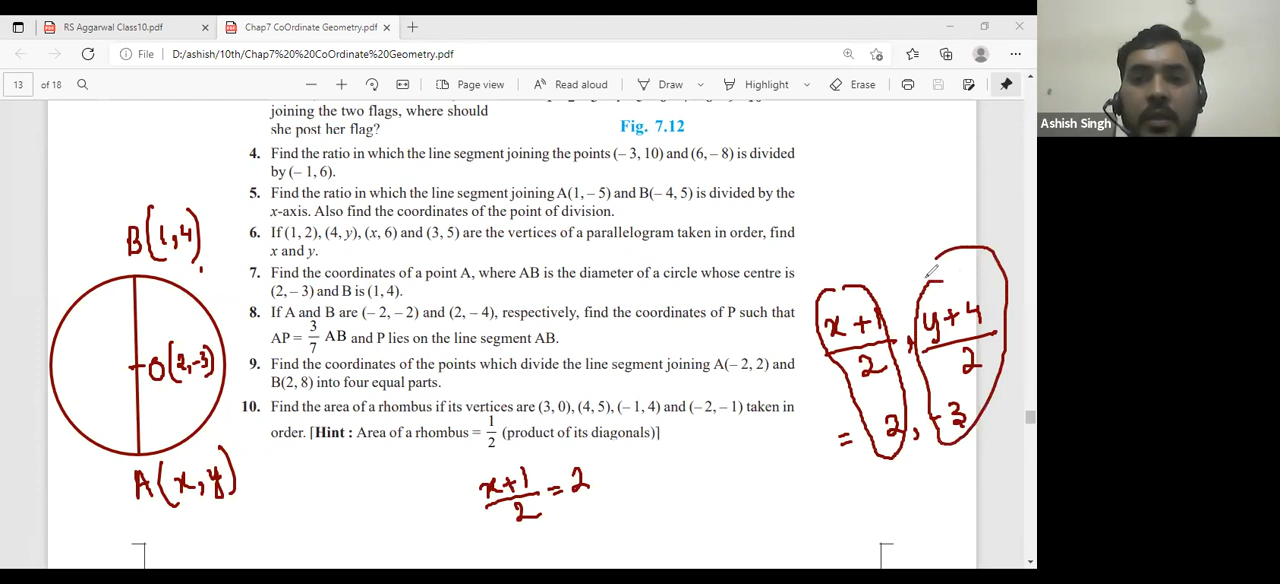 RS Aggarwal Class10.pdf
Chap7 CoOrdinate Geometry.pdf
File
D:/ashish/10th/Chap7%20%20CoOrdinate%20Geometry.pdf
13 of 18
Page view
Read aloud
Draw
Highlight
Erase
joining the two flags, where should
she post her flag?
Fig. 7.12
4. Find the ratio in which the line segment joining the points (– 3, 10) and (6, – 8) is divided
by (– 1, 6).
5. Find the ratio in which the line segment joining A(1, – 5) and B(– 4, 5) is divided by the
x-axis. Also find the coordinates of the point of division.
6. If (1, 2), (4, y), (x, 6) and (3, 5) are the vertices of a parallelogram taken in order, find
x and y.
7. Find the coordinates of a point A, where AB is the diameter of a circle whose centre is
(2, – 3) and B is (1, 4).
8. If A and B are (– 2, – 2) and (2, – 4), respectively, find the coordinates of P such that
AP = 3/7 AB and P lies on the line segment AB.
9. Find the coordinates of the points which divide the line segment joining A(– 2, 2) and
B(2, 8) into four equal parts.
10. Find the area of a rhombus if its vertices are (3, 0), (4, 5), (– 1, 4) and (– 2, – 1) taken in
order. [Hint : Area of a rhombus = 1/2 (product of its diagonals)]
B(1,4)
O(2,-3)
A(x,y)
x+1/2 = 2
x+1/2 , y+4/2
= 2, -3
Ashish Singh